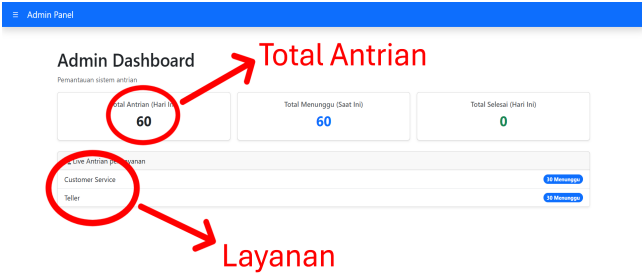 ☰ Admin Panel
Admin Dashboard
Total Antrian
Pemantauan sistem antrian
Total Antrian (Hari Ini)
60
Total Menunggu (Saat Ini)
60
Total Selesai (Hari Ini)
0
Live Antrian per Layanan
Customer Service
30 Menunggu
Teller
30 Menunggu
Layanan